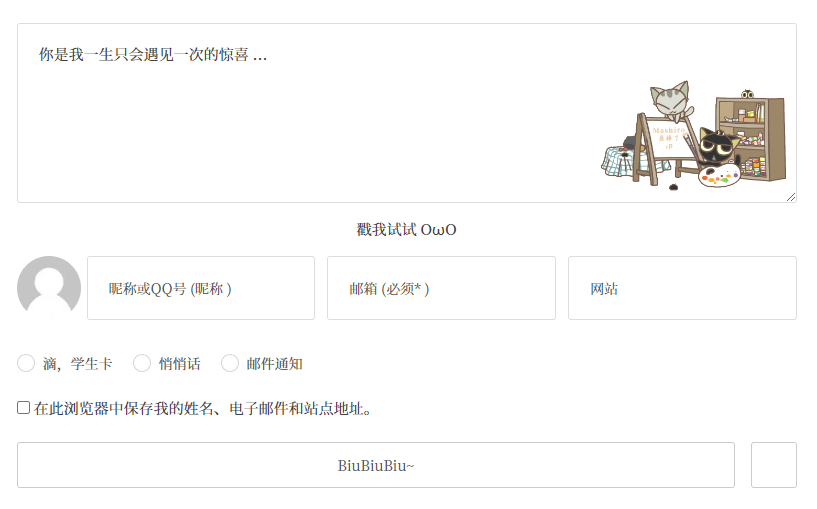 你是我一生只会遇见一次的惊喜 ...
Mashiro
戳我试试 OωO
昵称或QQ号 (昵称 )
邮箱 (必须* )
网站
滴，学生卡
悄悄话
邮件通知
在此浏览器中保存我的姓名、电子邮件和站点地址。
BiuBiuBiu~